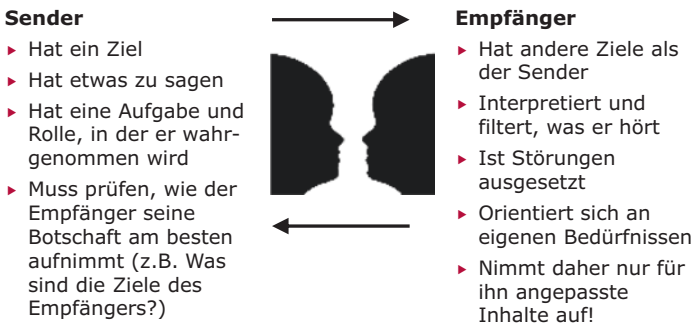 Sender
▸ Hat ein Ziel
▸ Hat etwas zu sagen
▸ Hat eine Aufgabe und
Rolle, in der er wahr-
genommen wird
▸ Muss prüfen, wie der
Empfänger seine
Botschaft am besten
aufnimmt (z.B. Was
sind die Ziele des
Empfängers?)
Empfänger
▸ Hat andere Ziele als
der Sender
▸ Interpretiert und
filtert, was er hört
▸ Ist Störungen
ausgesetzt
▸ Orientiert sich an
eigenen Bedürfnissen
▸ Nimmt daher nur für
ihn angepasste
Inhalte auf!